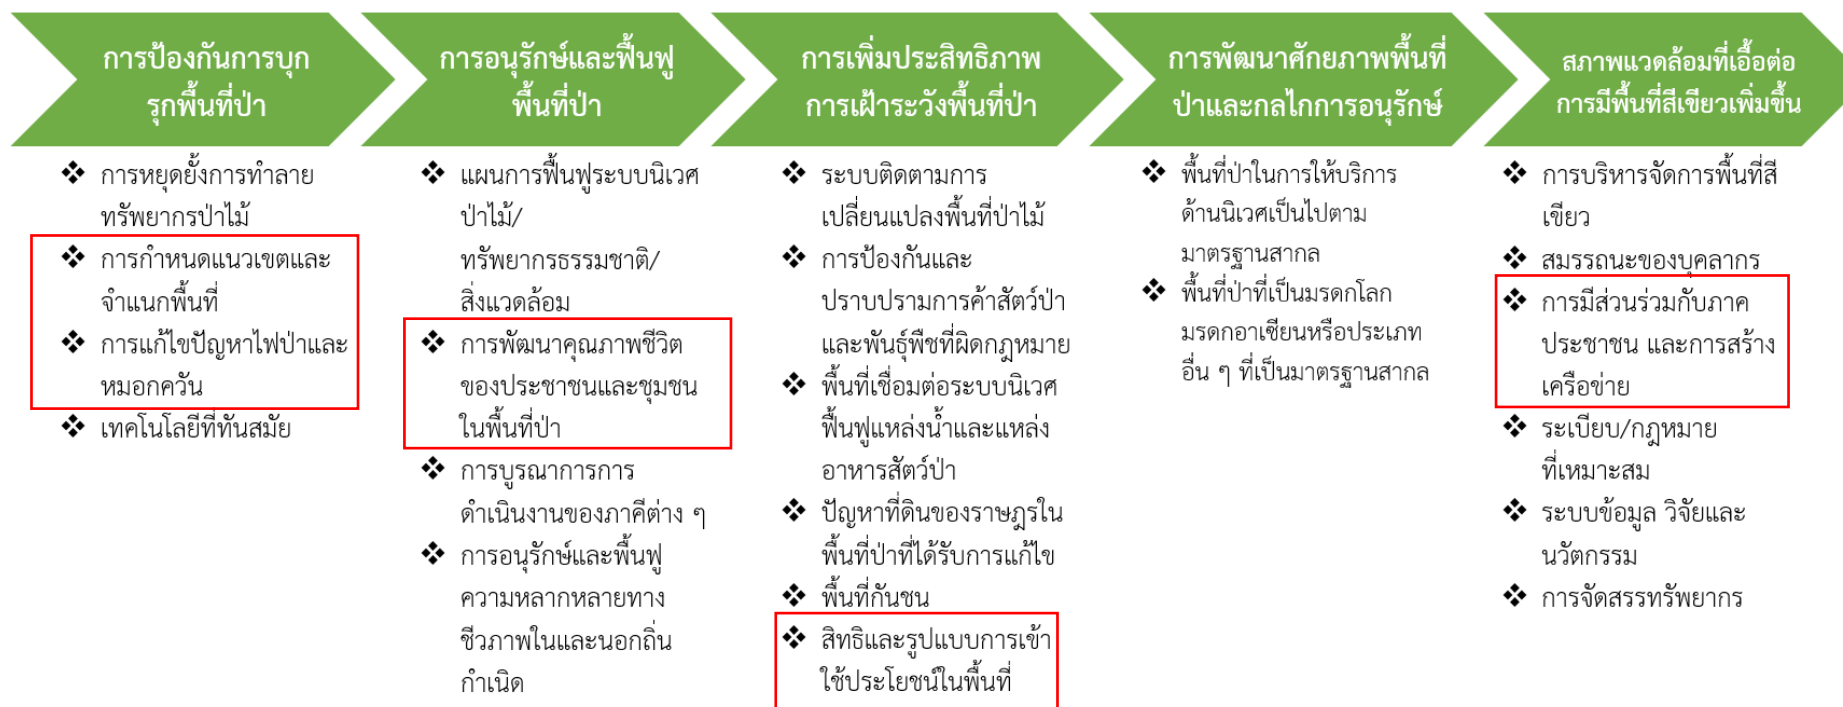 การป้องกันการบุก
รุกพื้นที่ป่า
❖ การหยุดยั้งการทำลาย
ทรัพยากรป่าไม้
❖ การกำหนดแนวเขตและ
จำแนกพื้นที่
❖ การแก้ไขปัญหาไฟป่าและ
หมอกควัน
❖ เทคโนโลยีที่ทันสมัย
การอนุรักษ์และฟื้นฟู
พื้นที่ป่า
❖ แผนการฟื้นฟูระบบนิเวศ
ป่าไม้/
ทรัพยากรธรรมชาติ/
สิ่งแวดล้อม
❖ การพัฒนาคุณภาพชีวิต
ของประชาชนและชุมชน
ในพื้นที่ป่า
❖ การบูรณาการการ
ดำเนินงานของภาคีต่าง ๆ
❖ การอนุรักษ์และฟื้นฟู
ความหลากหลายทาง
ชีวภาพในและนอกถิ่น
กำเนิด
การเพิ่มประสิทธิภาพ
การเฝ้าระวังพื้นที่ป่า
❖ ระบบติดตามการ
เปลี่ยนแปลงพื้นที่ป่าไม้
❖ การป้องกันและ
ปราบปรามการค้าสัตว์ป่า
และพันธุ์พืชที่ผิดกฎหมาย
❖ พื้นที่เชื่อมต่อระบบนิเวศ
ฟื้นฟูแหล่งน้ำและแหล่ง
อาหารสัตว์ป่า
❖ ปัญหาที่ดินของราษฎรใน
พื้นที่ป่าที่ได้รับการแก้ไข
❖ พื้นที่กันชน
❖ สิทธิและรูปแบบการเข้า
ใช้ประโยชน์ในพื้นที่
การพัฒนาศักยภาพพื้นที่
ป่าและกลไกการอนุรักษ์
❖ พื้นที่ป่าในการให้บริการ
ด้านนิเวศเป็นไปตาม
มาตรฐานสากล
❖ พื้นที่ป่าที่เป็นมรดกโลก
มรดกอาเซียนหรือประเภท
อื่น ๆ ที่เป็นมาตรฐานสากล
สภาพแวดล้อมที่เอื้อต่อ
การมีพื้นที่สีเขียวเพิ่มขึ้น
❖ การบริหารจัดการพื้นที่สี
เขียว
❖ สมรรถนะของบุคลากร
❖ การมีส่วนร่วมกับภาค
ประชาชน และการสร้าง
เครือข่าย
❖ ระเบียบ/กฎหมาย
ที่เหมาะสม
❖ ระบบข้อมูล วิจัยและ
นวัตกรรม
❖ การจัดสรรทรัพยากร